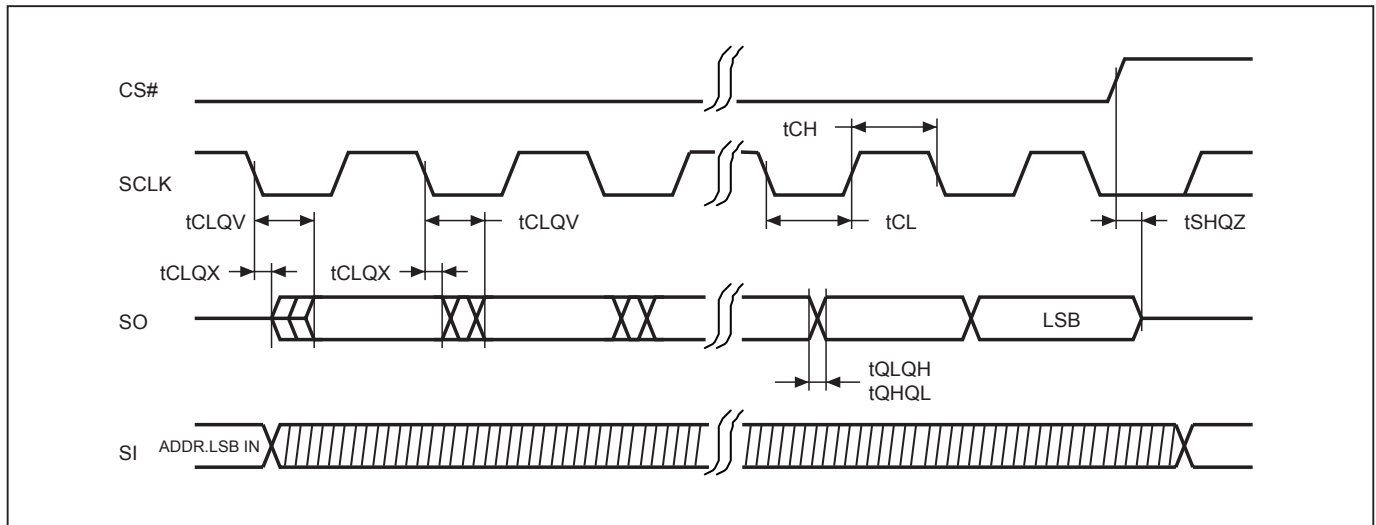 CS#
tCH
SCLK
tCLQV
tCLQV
tCL
tSHQZ
tCLQX
tCLQX
SO
LSB
tQLQH
tQHQL
SI
ADDR.LSB IN